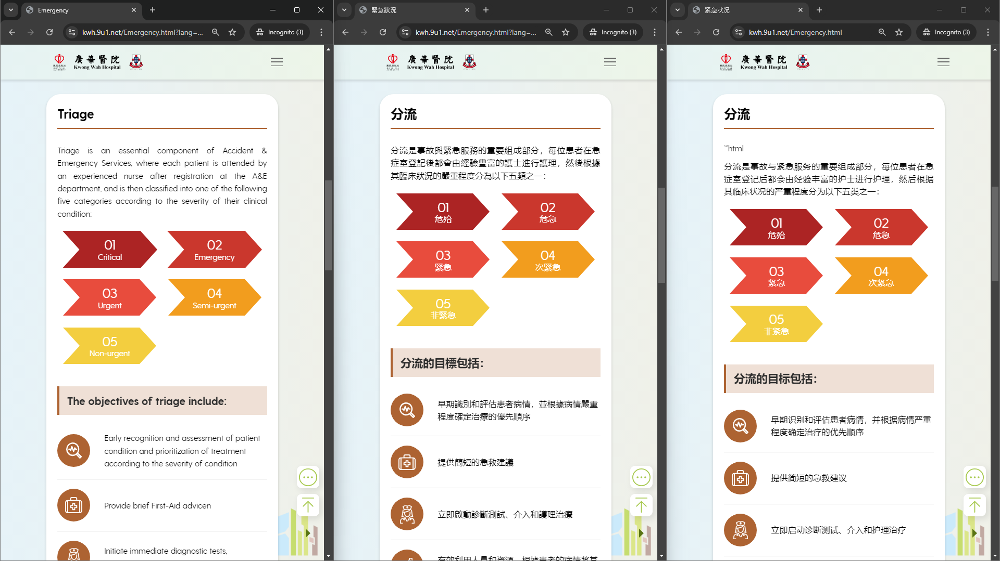 Emergency
kwh.9u1.net/Emergency.html?lang=...
Incognito (3)
廣華醫院
Kwong Wah Hospital
Triage
Triage is an essential component of Accident &
Emergency Services, where each patient is attended by
an experienced nurse after registration at the A&E
department, and is then classified into one of the following
five categories according to the severity of their clinical
condition:
01
Critical
02
Emergency
03
Urgent
04
Semi-urgent
05
Non-urgent
The objectives of triage include:
Early recognition and assessment of patient
condition and prioritization of treatment
according to the severity of condition
Provide brief First-Aid advicen
Initiate immediate diagnostic tests,
緊急狀況
kwh.9u1.net/Emergency.html?lang=...
Incognito (3)
廣華醫院
Kwong Wah Hospital
分流
分流是事故與緊急服務的重要組成部分，每位患者在急
症室登記後都會由經驗豐富的護士進行護理，然後根據
其臨床狀況的嚴重程度分為以下五類之一：
01
危殆
02
危急
03
緊急
04
次緊急
05
非緊急
分流的目標包括：
早期識別和評估患者病情，並根據病情嚴重
程度確定治療的優先順序
提供簡短的急救建議
立即啟動診斷測試、介入和護理治療
有效利用人員和資源，根據患者的病情將其
紧急状况
kwh.9u1.net/Emergency.html
Incognito (3)
廣華醫院
Kwong Wah Hospital
分流
```html
分流是事故与紧急服务的重要组成部分，每位患者在急
症室登记后都会由经验丰富的护士进行护理，然后根据
其临床状况的严重程度分为以下五类之一：
01
危殆
02
危急
03
紧急
04
次紧急
05
非紧急
分流的目标包括：
早期识别和评估患者病情，并根据病情严重
程度确定治疗的优先顺序
提供简短的急救建议
立即启动诊断测试、介入和护理治疗